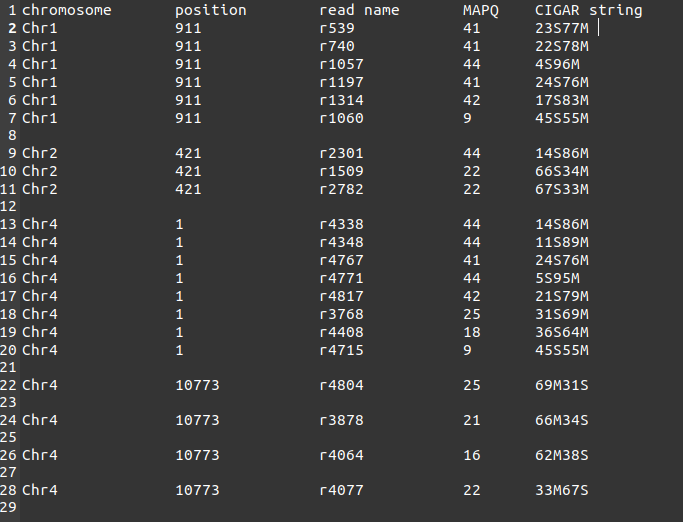 1 chromosome position read name MAPQ CIGAR string
2 Chr1 911 r539 41 23S77M
3 Chr1 911 r740 41 22S78M
4 Chr1 911 r1057 44 4S96M
5 Chr1 911 r1197 41 24S76M
6 Chr1 911 r1314 42 17S83M
7 Chr1 911 r1060 9 45S55M
8
9 Chr2 421 r2301 44 14S86M
10 Chr2 421 r1509 22 66S34M
11 Chr2 421 r2782 22 67S33M
12
13 Chr4 1 r4338 44 14S86M
14 Chr4 1 r4348 44 11S89M
15 Chr4 1 r4767 41 24S76M
16 Chr4 1 r4771 44 5S95M
17 Chr4 1 r4817 42 21S79M
18 Chr4 1 r3768 25 31S69M
19 Chr4 1 r4408 18 36S64M
20 Chr4 1 r4715 9 45S55M
21
22 Chr4 10773 r4804 25 69M31S
23
24 Chr4 10773 r3878 21 66M34S
25
26 Chr4 10773 r4064 16 62M38S
27
28 Chr4 10773 r4077 22 33M67S
29